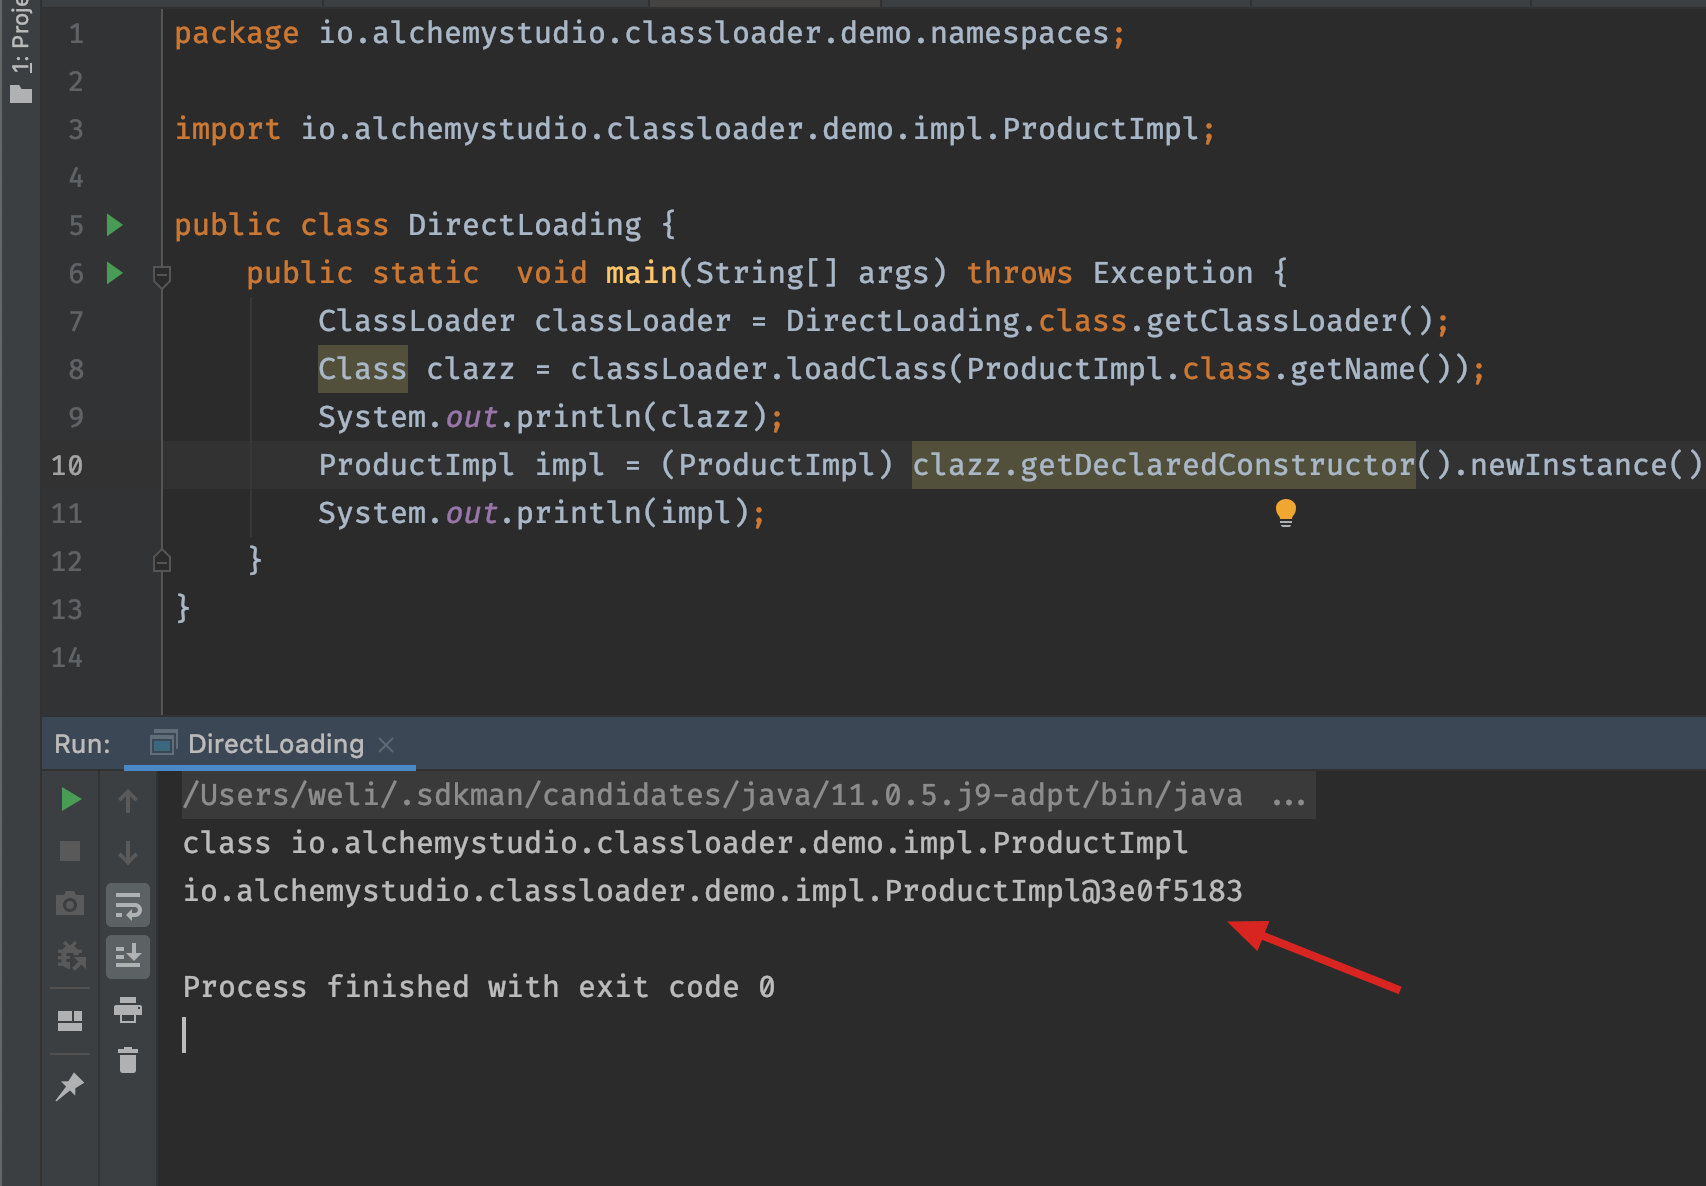 1: Proje
1 package io.alchemystudio.classloader.demo.namespaces;
2
3 import io.alchemystudio.classloader.demo.impl.ProductImpl;
4
5 public class DirectLoading {
6 public static  void main(String[] args) throws Exception {
7 ClassLoader classLoader = DirectLoading.class.getClassLoader();
8 Class clazz = classLoader.loadClass(ProductImpl.class.getName());
9 System.out.println(clazz);
10 ProductImpl impl = (ProductImpl) clazz.getDeclaredConstructor().newInstance()
11 System.out.println(impl);
12 }
13 }
14
Run: DirectLoading
/Users/weli/.sdkman/candidates/java/11.0.5.j9-adpt/bin/java ...
class io.alchemystudio.classloader.demo.impl.ProductImpl
io.alchemystudio.classloader.demo.impl.ProductImpl@3e0f5183
Process finished with exit code 0